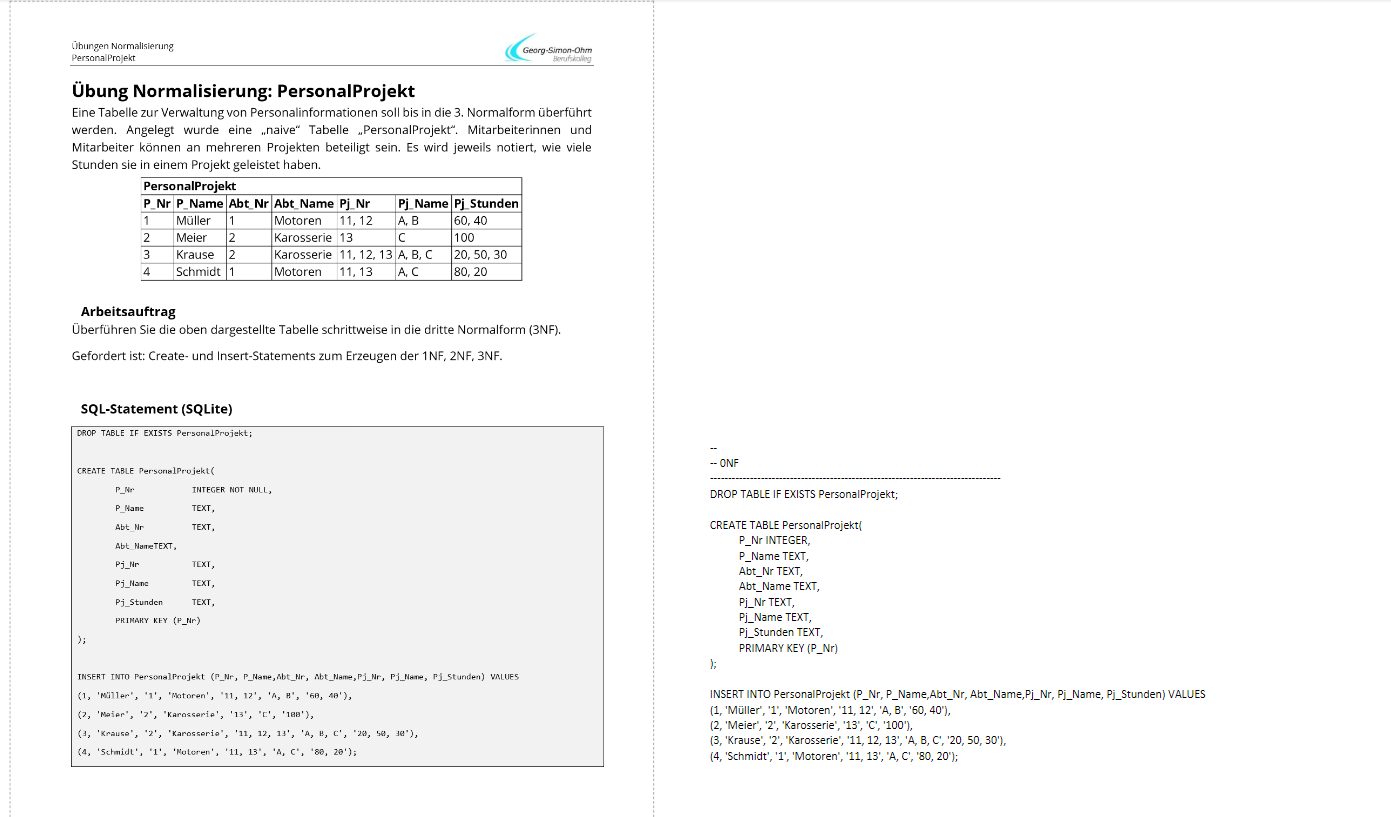 Übungen Normalisierung
PersonalProjekt
Georg-Simon-Ohm
Berufskolleg
Übung Normalisierung: PersonalProjekt
Eine Tabelle zur Verwaltung von Personalinformationen soll bis in die 3. Normalform überführt
werden. Angelegt wurde eine „naive“ Tabelle „PersonalProjekt“. Mitarbeiterinnen und
Mitarbeiter können an mehreren Projekten beteiligt sein. Es wird jeweils notiert, wie viele
Stunden sie in einem Projekt geleistet haben.
PersonalProjekt
P_Nr P_Name Abt_Nr Abt_Name Pj_Nr Pj_Name Pj_Stunden
1 Müller 1 Motoren 11, 12 A, B 60, 40
2 Meier 2 Karosserie 13 C 100
3 Krause 2 Karosserie 11, 12, 13 A, B, C 20, 50, 30
4 Schmidt 1 Motoren 11, 13 A, C 80, 20
Arbeitsauftrag
Überführen Sie die oben dargestellte Tabelle schrittweise in die dritte Normalform (3NF).
Gefordert ist: Create- und Insert-Statements zum Erzeugen der 1NF, 2NF, 3NF.
SQL-Statement (SQLite)
DROP TABLE IF EXISTS PersonalProjekt;
CREATE TABLE PersonalProjekt(
P_Nr INTEGER NOT NULL,
P_Name TEXT,
Abt_Nr TEXT,
Abt_NameTEXT,
Pj_Nr TEXT,
Pj_Name TEXT,
Pj_Stunden TEXT,
PRIMARY KEY (P_Nr)
);
INSERT INTO PersonalProjekt (P_Nr, P_Name,Abt_Nr, Abt_Name,Pj_Nr, Pj_Name, Pj_Stunden) VALUES
(1, 'Müller', '1', 'Motoren', '11, 12', 'A, B', '60, 40'),
(2, 'Meier', '2', 'Karosserie', '13', 'C', '100'),
(3, 'Krause', '2', 'Karosserie', '11, 12, 13', 'A, B, C', '20, 50, 30'),
(4, 'Schmidt', '1', 'Motoren', '11, 13', 'A, C', '80, 20');
--
-- 0NF
--------------------------------------------------------------------------------
DROP TABLE IF EXISTS PersonalProjekt;
CREATE TABLE PersonalProjekt(
P_Nr INTEGER,
P_Name TEXT,
Abt_Nr TEXT,
Abt_Name TEXT,
Pj_Nr TEXT,
Pj_Name TEXT,
Pj_Stunden TEXT,
PRIMARY KEY (P_Nr)
);
INSERT INTO PersonalProjekt (P_Nr, P_Name,Abt_Nr, Abt_Name,Pj_Nr, Pj_Name, Pj_Stunden) VALUES
(1, 'Müller', '1', 'Motoren', '11, 12', 'A, B', '60, 40'),
(2, 'Meier', '2', 'Karosserie', '13', 'C', '100'),
(3, 'Krause', '2', 'Karosserie', '11, 12, 13', 'A, B, C', '20, 50, 30'),
(4, 'Schmidt', '1', 'Motoren', '11, 13', 'A, C', '80, 20');